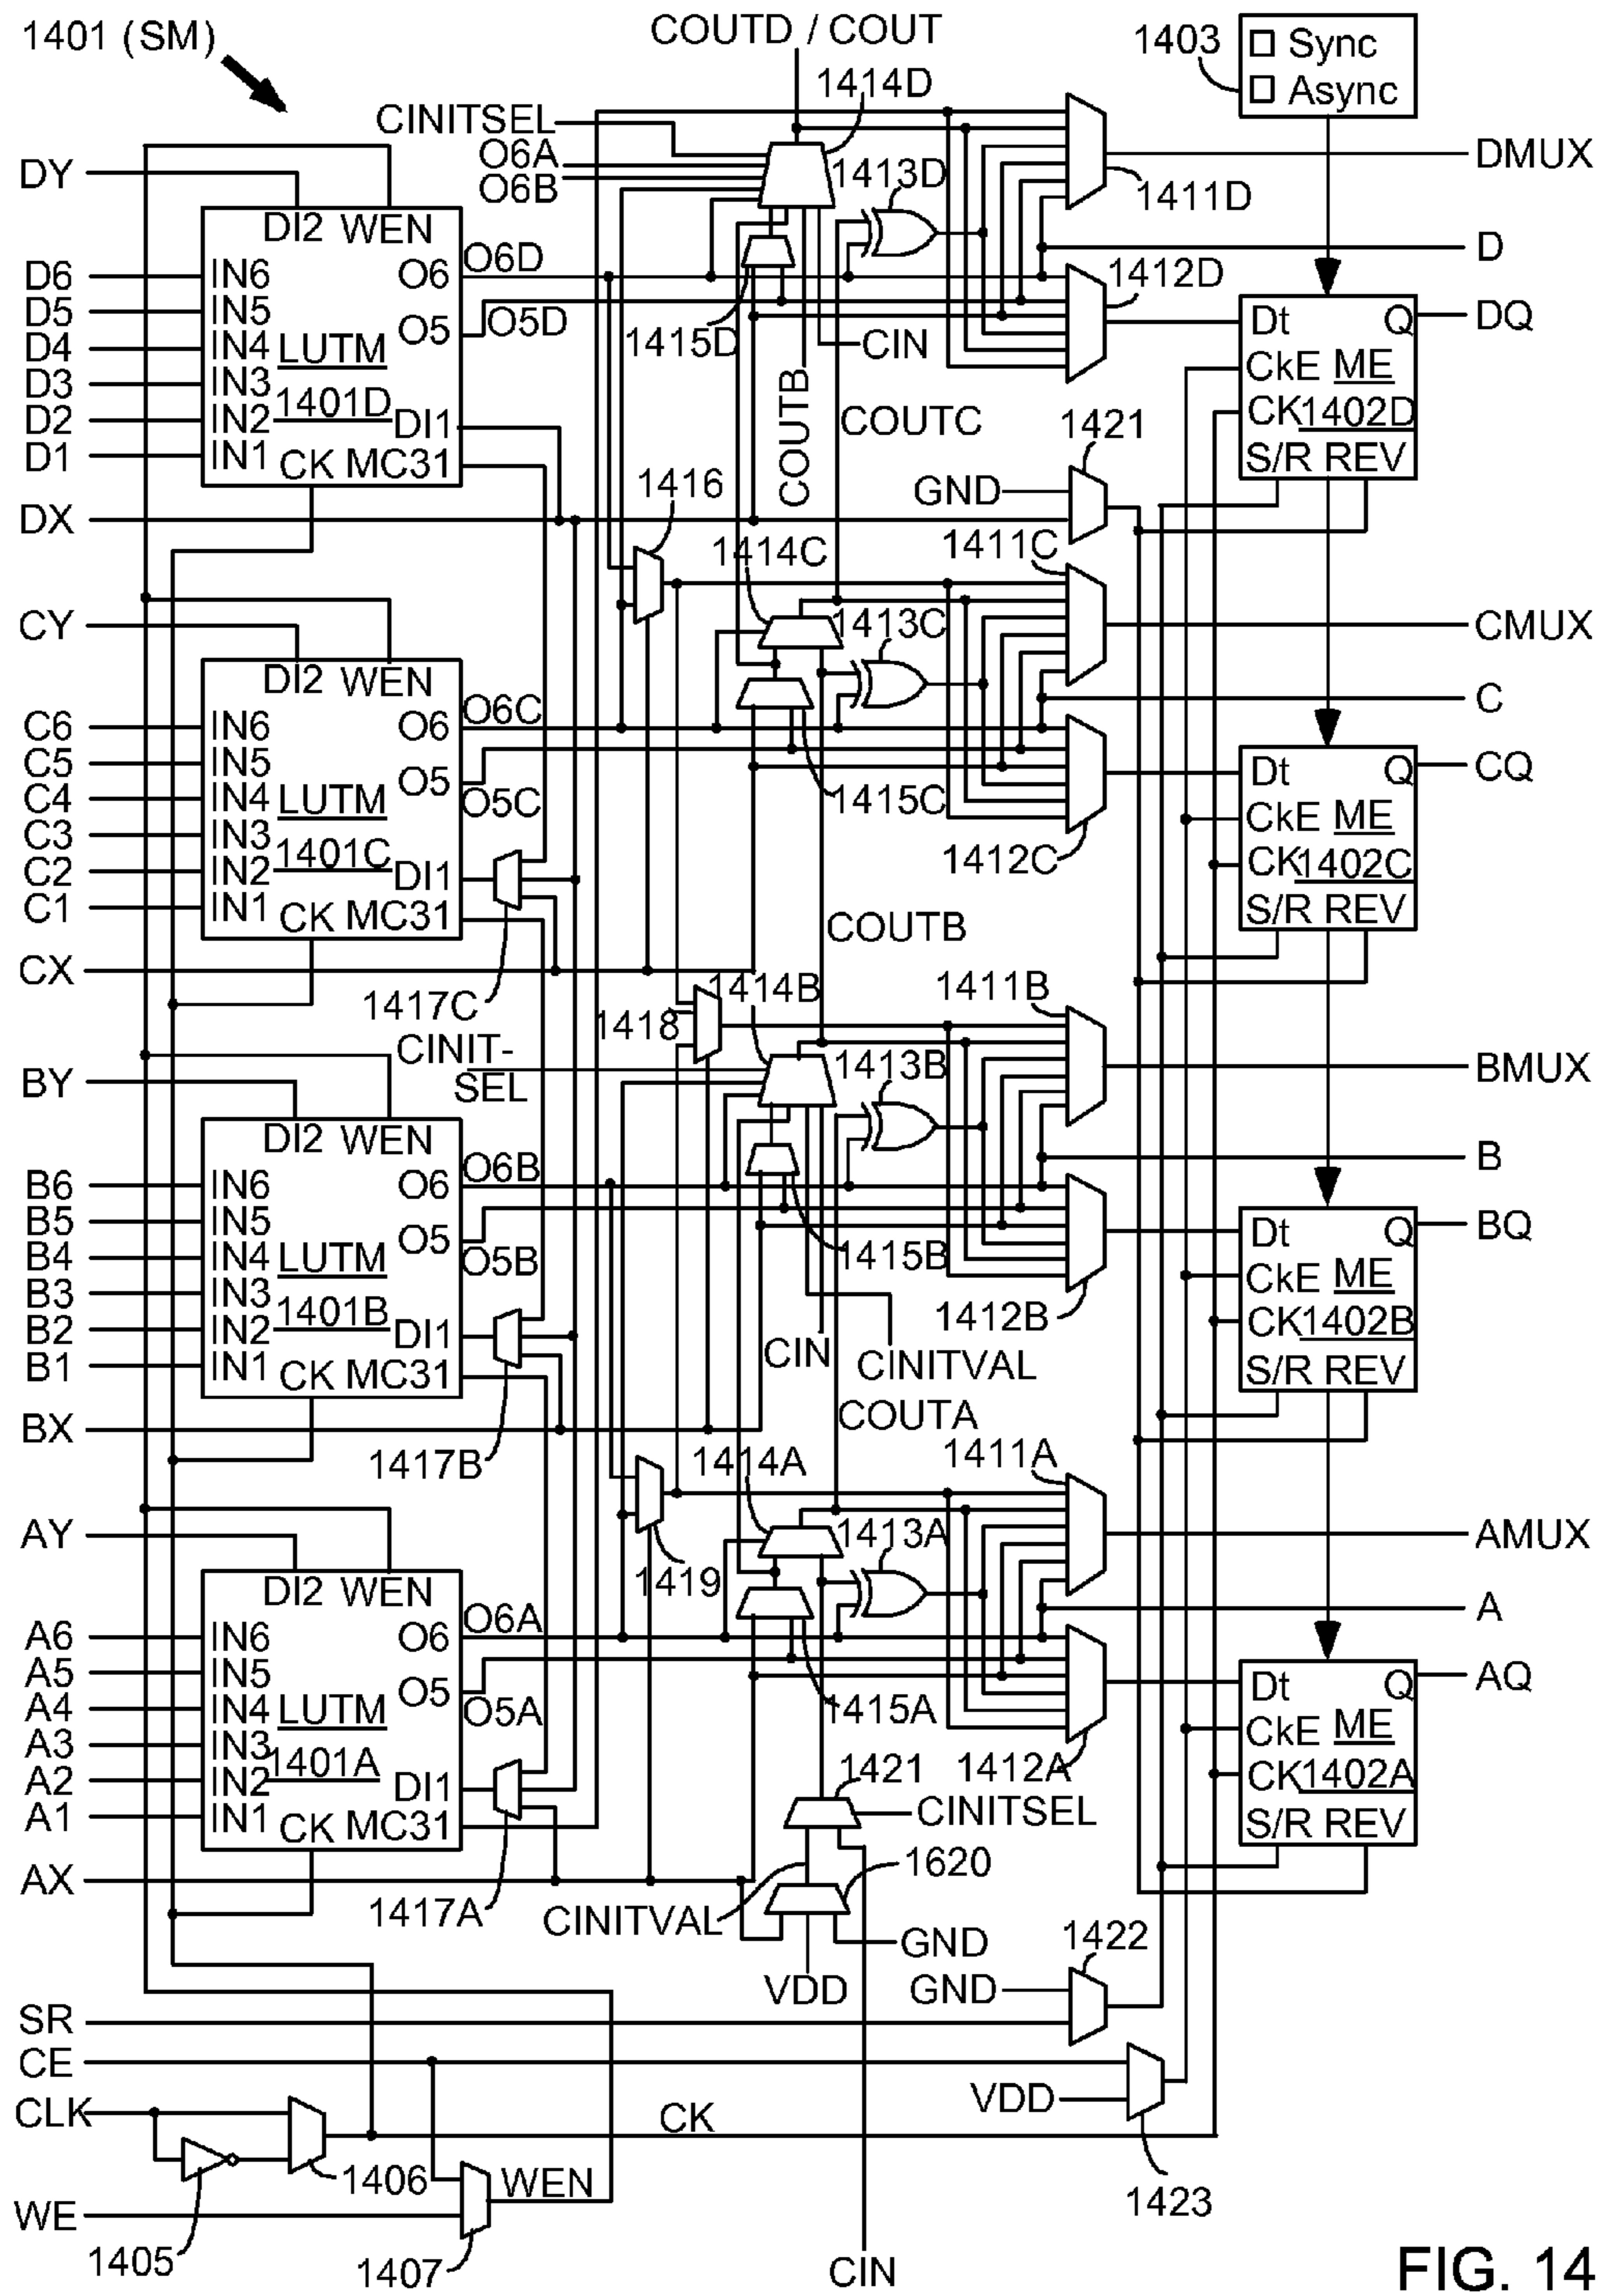 1401 (SM)
COUTD / COUT
1403
Sync
Async
1414D
CINITSEL
O6A
O6B
1413D
DMUX
1411D
DY
DI2 WEN
D
D6
D5
D4
D3
D2
D1
IN6
IN5
IN4
IN3
IN2
IN1
LUTM
1401D
O6
O5
DI1
CK MC31
O6D
O5D
1415D
CIN
COUTB
COUTC
1412D
Dt
Q
CkE ME
CK 1402D
S/R REV
DQ
1421
GND
DX
1416
1414C
1411C
1413C
CMUX
CY
DI2 WEN
C
C6
C5
C4
C3
C2
C1
IN6
IN5
IN4
IN3
IN2
IN1
LUTM
1401C
O6
O5
DI1
CK MC31
O6C
O5C
1415C
1412C
Dt
Q
CkE ME
CK 1402C
S/R REV
CQ
CX
1417C
COUTB
1414B
1411B
1418
CINIT-
SEL
1413B
BMUX
BY
DI2 WEN
B
B6
B5
B4
B3
B2
B1
IN6
IN5
IN4
IN3
IN2
IN1
LUTM
1401B
O6
O5
DI1
CK MC31
O6B
O5B
1415B
1412B
CIN
CINITVAL
Dt
Q
CkE ME
CK 1402B
S/R REV
BQ
BX
1417B
COUTA
1414A
1411A
1413A
1419
AMUX
AY
DI2 WEN
A
A6
A5
A4
A3
A2
A1
IN6
IN5
IN4
IN3
IN2
IN1
LUTM
1401A
O6
O5
DI1
CK MC31
O6A
O5A
1415A
1412A
Dt
Q
CkE ME
CK 1402A
S/R REV
AQ
1421
CINITSEL
1620
AX
1417A
CINITVAL
GND
VDD
1422
GND
SR
CE
VDD
CLK
CK
1406
WEN
1423
WE
1405
1407
CIN
FIG. 14